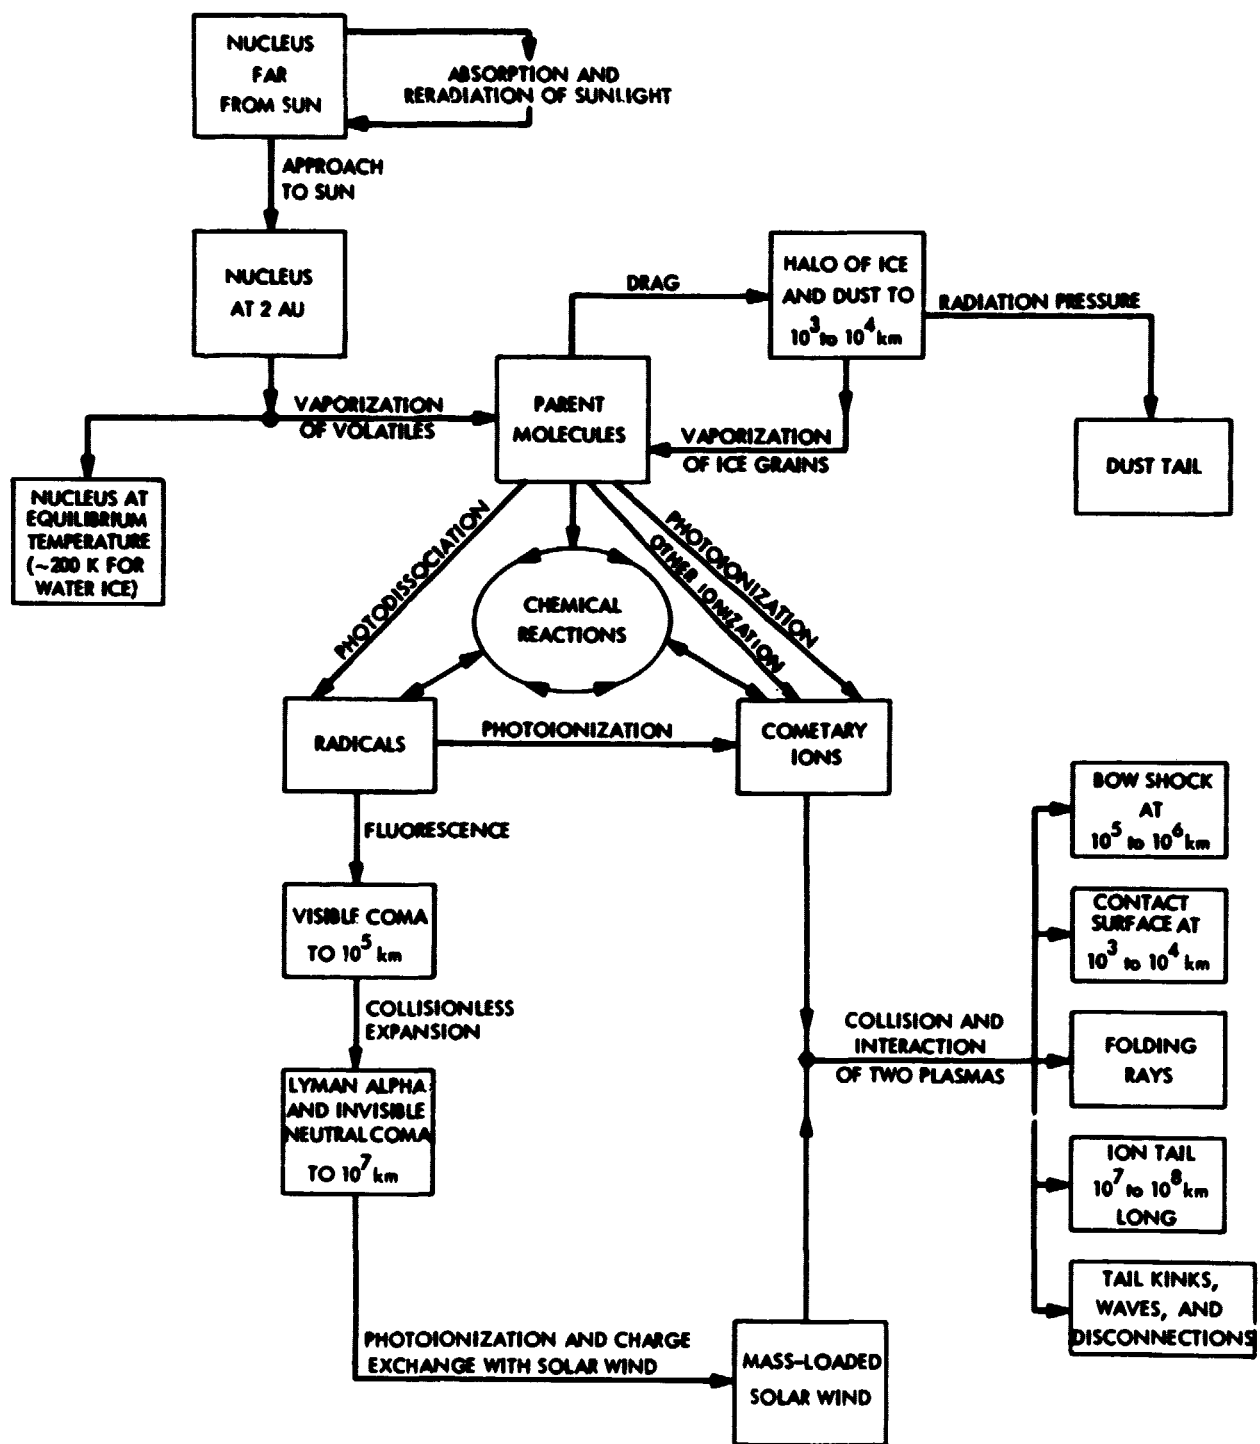 NUCLEUS
FAR
FROM SUN
ABSORPTION AND
RERADIATION OF SUNLIGHT
APPROACH
TO SUN
NUCLEUS
AT 2 AU
DRAG
HALO OF ICE
AND DUST TO
10³ to 10⁴ km
RADIATION PRESSURE
VAPORIZATION
OF VOLATILES
PARENT
MOLECULES
VAPORIZATION
OF ICE GRAINS
DUST TAIL
NUCLEUS AT
EQUILIBRIUM
TEMPERATURE
(~200 K FOR
WATER ICE)
PHOTODISSOCIATION
CHEMICAL
REACTIONS
OTHER IONIZATION
PHOTOIONIZATION
RADICALS
PHOTOIONIZATION
COMETARY
IONS
FLUORESCENCE
VISIBLE COMA
TO 10⁵ km
COLLISIONLESS
EXPANSION
LYMAN ALPHA
AND INVISIBLE
NEUTRAL COMA
TO 10⁷ km
PHOTOIONIZATION AND CHARGE
EXCHANGE WITH SOLAR WIND
MASS-LOADED
SOLAR WIND
COLLISION AND
INTERACTION
OF TWO PLASMAS
BOW SHOCK
AT
10⁵ to 10⁶ km
CONTACT
SURFACE AT
10³ to 10⁴ km
FOLDING
RAYS
ION TAIL
10⁷ to 10⁸ km
LONG
TAIL KINKS,
WAVES, AND
DISCONNECTIONS